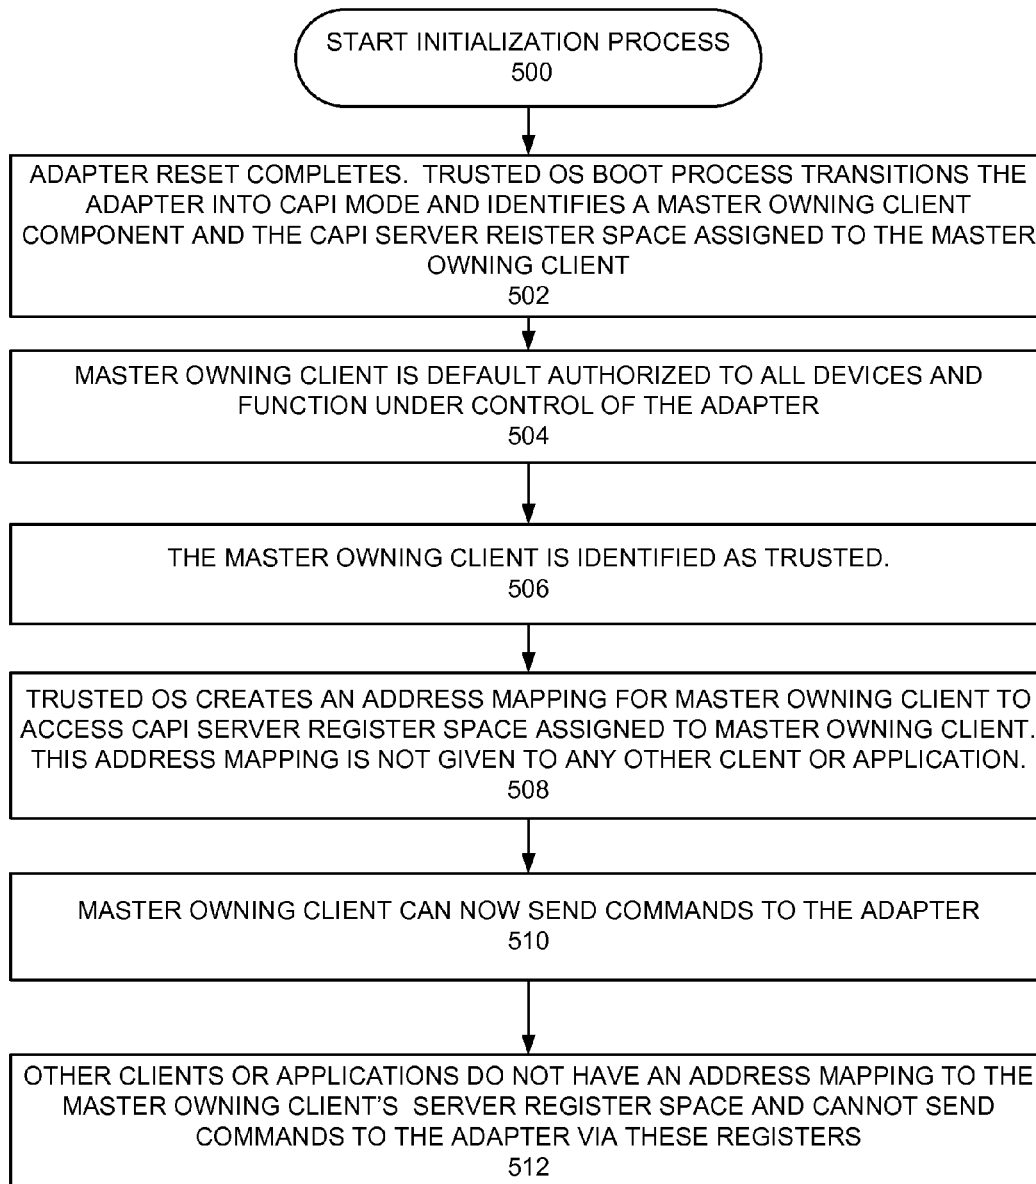 START INITIALIZATION PROCESS
500
ADAPTER RESET COMPLETES. TRUSTED OS BOOT PROCESS TRANSITIONS THE
ADAPTER INTO CAPI MODE AND IDENTIFIES A MASTER OWNING CLIENT
COMPONENT AND THE CAPI SERVER REISTER SPACE ASSIGNED TO THE MASTER
OWNING CLIENT
502
MASTER OWNING CLIENT IS DEFAULT AUTHORIZED TO ALL DEVICES AND
FUNCTION UNDER CONTROL OF THE ADAPTER
504
THE MASTER OWNING CLIENT IS IDENTIFIED AS TRUSTED.
506
TRUSTED OS CREATES AN ADDRESS MAPPING FOR MASTER OWNING CLIENT TO
ACCESS CAPI SERVER REGISTER SPACE ASSIGNED TO MASTER OWNING CLIENT.
THIS ADDRESS MAPPING IS NOT GIVEN TO ANY OTHER CLENT OR APPLICATION.
508
MASTER OWNING CLIENT CAN NOW SEND COMMANDS TO THE ADAPTER
510
OTHER CLIENTS OR APPLICATIONS DO NOT HAVE AN ADDRESS MAPPING TO THE
MASTER OWNING CLIENT'S SERVER REGISTER SPACE AND CANNOT SEND
COMMANDS TO THE ADAPTER VIA THESE REGISTERS
512